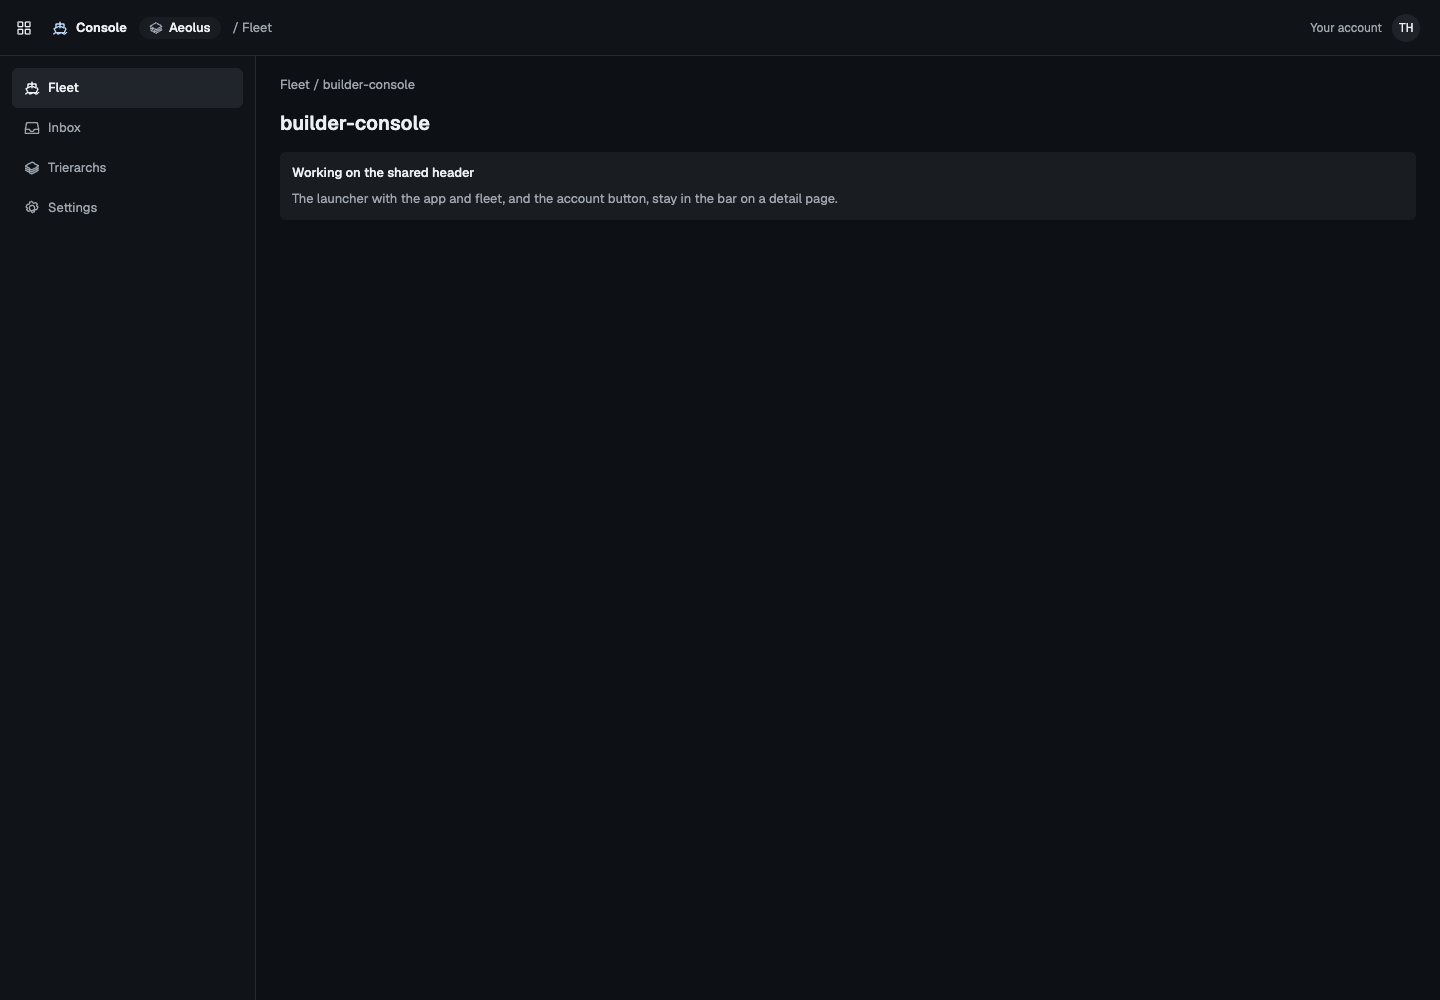 Console Aeolus / Fleet Your account TH
Fleet
Inbox
Trierarchs
Settings
Fleet / builder-console
builder-console
Working on the shared header
The launcher with the app and fleet, and the account button, stay in the bar on a detail page.